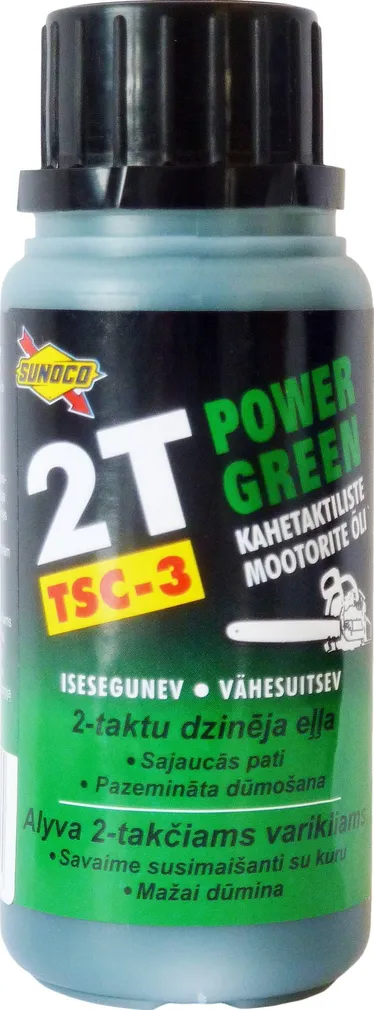 SUNOCO
2T
POWER
GREEN
KAHETAKTILISTE
MOOTORITE ÕLI
TSC-3
ISESEGUNEV • VÄHESUITSEV
2-taktu dzinēja eļļa
• Sajaucās pati
• Pazemināta dūmošana
Alyva 2-takčiams varikliams
• Savaime susimaišanti su kuru
• Mažai dūmina